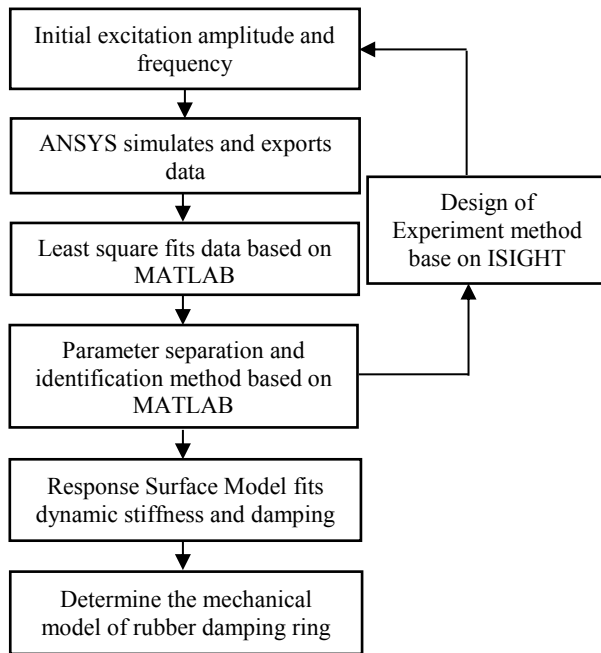 Initial excitation amplitude and
frequency
ANSYS simulates and exports
data
Least square fits data based on
MATLAB
Parameter separation and
identification method based on
MATLAB
Response Surface Model fits
dynamic stiffness and damping
Determine the mechanical
model of rubber damping ring
Design of
Experiment method
base on ISIGHT